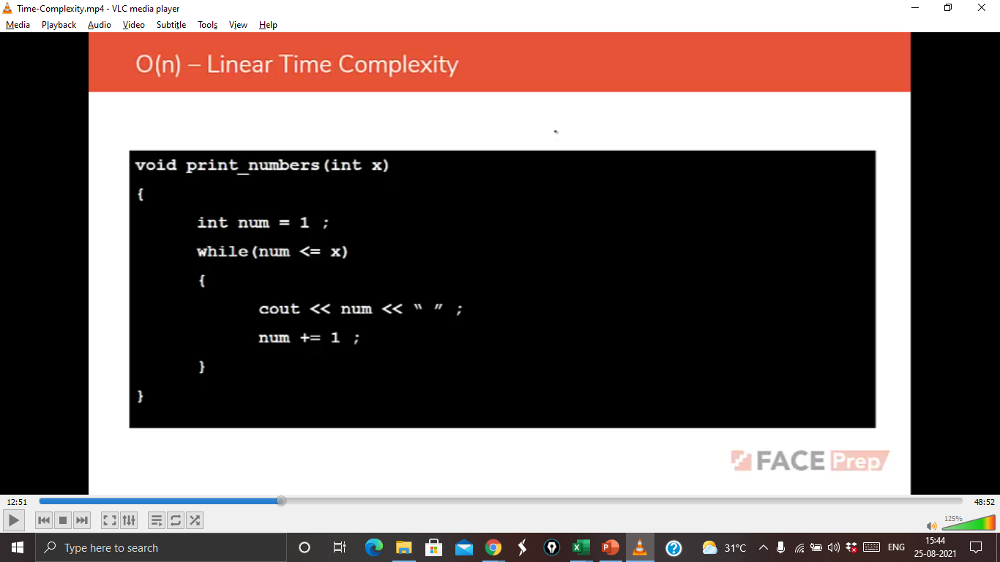 Time-Complexity.mp4 - VLC media player
Media Playback Audio Video Subtitle Tools View Help
O(n) – Linear Time Complexity
void print_numbers(int x)
{
int num = 1 ;
while(num <= x)
{
cout << num << “ ” ;
num += 1 ;
}
}
FACE Prep
12:51
48:52
125%
Type here to search
31°C
ENG
15:44
25-08-2021